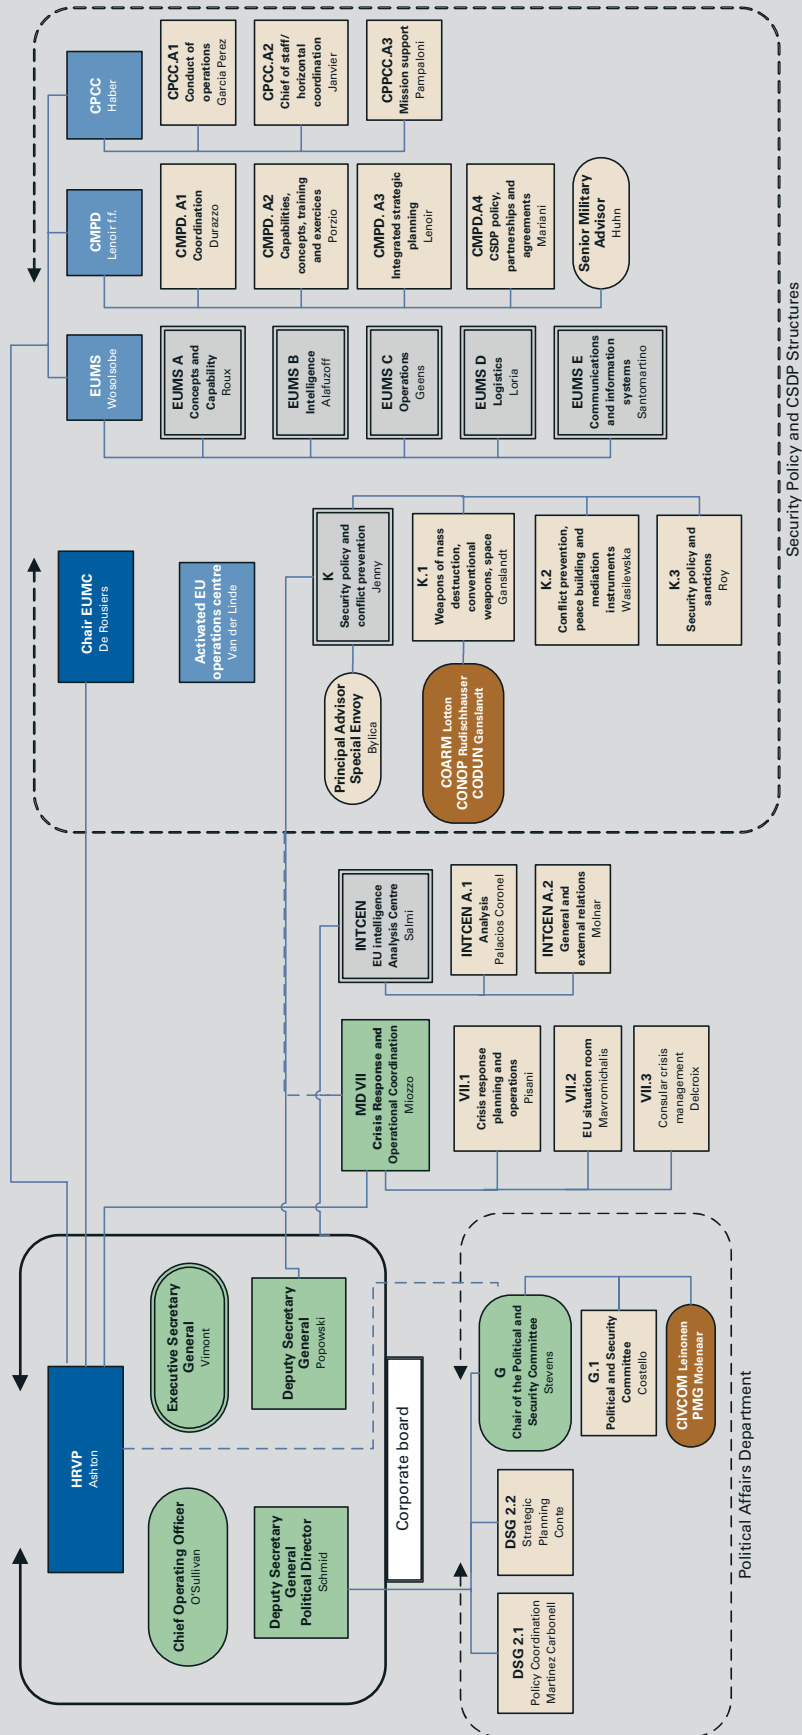 HRVP
Ashton
Chief Operating Officer
O'Sullivan
Executive Secretary
General
Vimont
Deputy Secretary
General
Political Director
Schmid
Deputy Secretary
General
Popowski
Corporate board
DSG 2.1
Policy Coordination
Martinez Carbonell
DSG 2.2
Strategic
Planning
Conte
G
Chair of the Political and
Security Committee
Stevens
G.1
Political and Security
Committee
Costello
CIVCOM Leinonen
PMG Molenaar
Political Affairs Department
MD VII
Crisis Response and
Operational Coordination
Miozzo
VII.1
Crisis response
planning and
operations
Pisani
VII.2
EU situation room
Mavromichalis
VII.3
Consular crisis
management
Delcroix
INTCEN
EU intelligence
Analysis Centre
Salmi
INTCEN A.1
Analysis
Palacios Coronel
INTCEN A.2
General and
external relations
Molnar
Chair EUMC
De Rousiers
Activated EU
operations centre
Van der Linde
Principal Advisor
Special Envoy
Bylica
K
Security policy and
conflict prevention
Jenny
COARM Lotton
CONOP Rudischhauser
CODUN Ganslandt
K.1
Weapons of mass
destruction,
conventional
weapons, space
Ganslandt
K.2
Conflict prevention,
peace building and
mediation
instruments
Wasilewska
K.3
Security policy and
sanctions
Roy
EUMS
Wosolsobe
EUMS A
Concepts and
Capability
Roux
EUMS B
Intelligence
Alafuzoff
EUMS C
Operations
Geens
EUMS D
Logistics
Loria
EUMS E
Communications
and information
systems
Santomartino
CMPD
Lenoir f.f.
CMPD. A1
Coordination
Durazzo
CMPD. A2
Capabilities,
concepts, training
and exercices
Porzio
CMPD. A3
Integrated strategic
planning
Lenoir
CMPD.A4
CSDP policy,
partnerships and
agreements
Mariani
Senior Military
Advisor
Huhn
CPCC
Haber
CPCC.A1
Conduct of
operations
Garcia Perez
CPCC.A2
Chief of staff/
horizontal
coordination
Janvier
CPPCC.A3
Mission support
Pampaloni
Security Policy and CSDP Structures